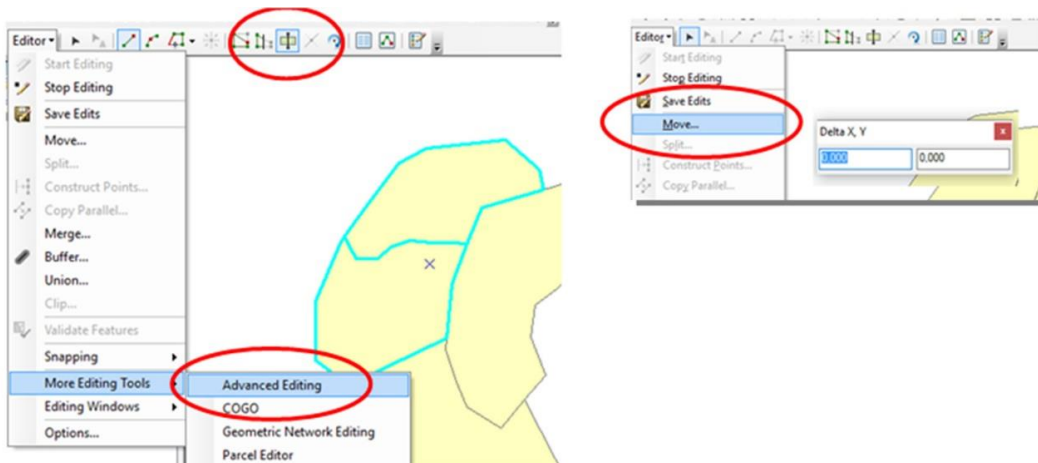 Editor
Start Editing
Stop Editing
Save Edits
Move...
Split...
Construct Points...
Copy Parallel...
Merge...
Buffer...
Union...
Clip...
Validate Features
Snapping
More Editing Tools
Editing Windows
Options...
Advanced Editing
COGO
Geometric Network Editing
Parcel Editor
Editor
Start Editing
Stop Editing
Save Edits
Move...
Split...
Construct Points...
Copy Parallel...
Delta X, Y
0.000
0.000